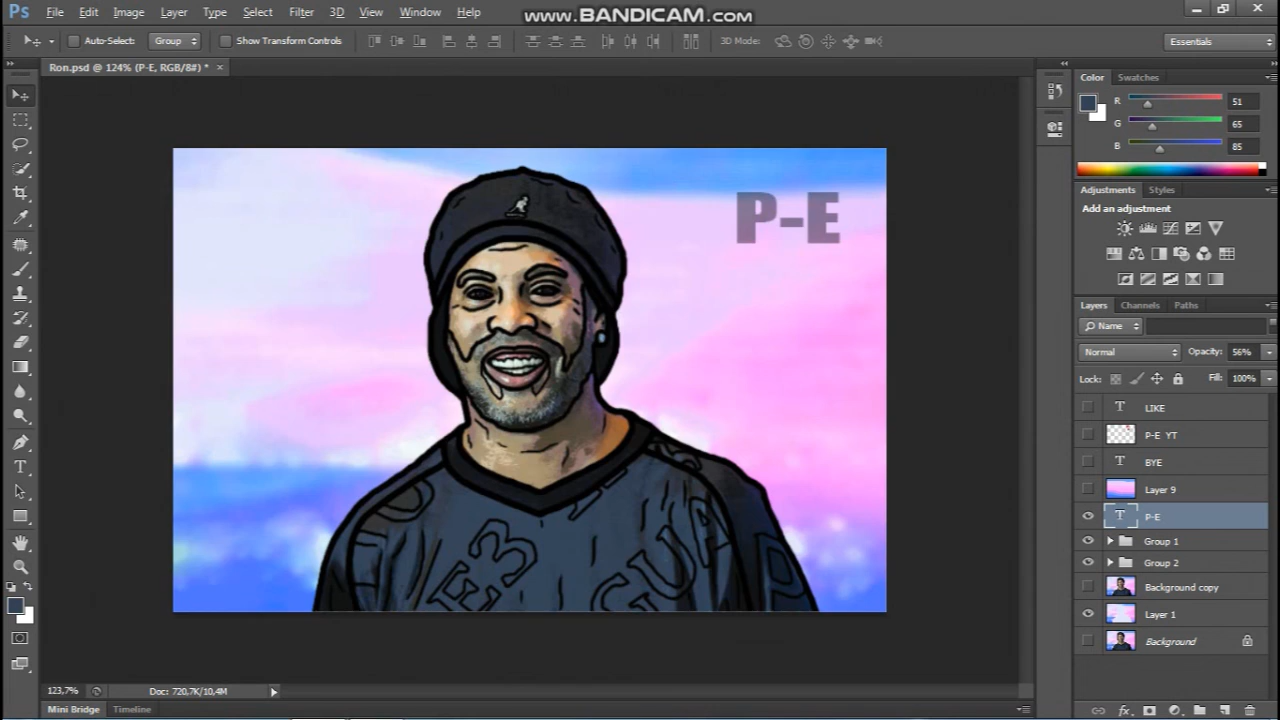 Ps File Edit Image Layer Type Select Filter 3D View Window Help
www.BANDICAM.com
Auto-Select: Group Show Transform Controls 3D Mode: Essentials
Ron.psd @ 124% (P-E, RGB/8#) * ×
Color Swatches
R 51
G 65
B 85
Adjustments Styles
Add an adjustment
Layers Channels Paths
Name
Normal Opacity: 56%
Lock: Fill: 100%
T LIKE
P-E YT
T BYE
Layer 9
T P-E
Group 1
Group 2
Background copy
Layer 1
Background
P-E
E3
GUA
123,7% Doc: 720,7K/10,4M
Mini Bridge Timeline